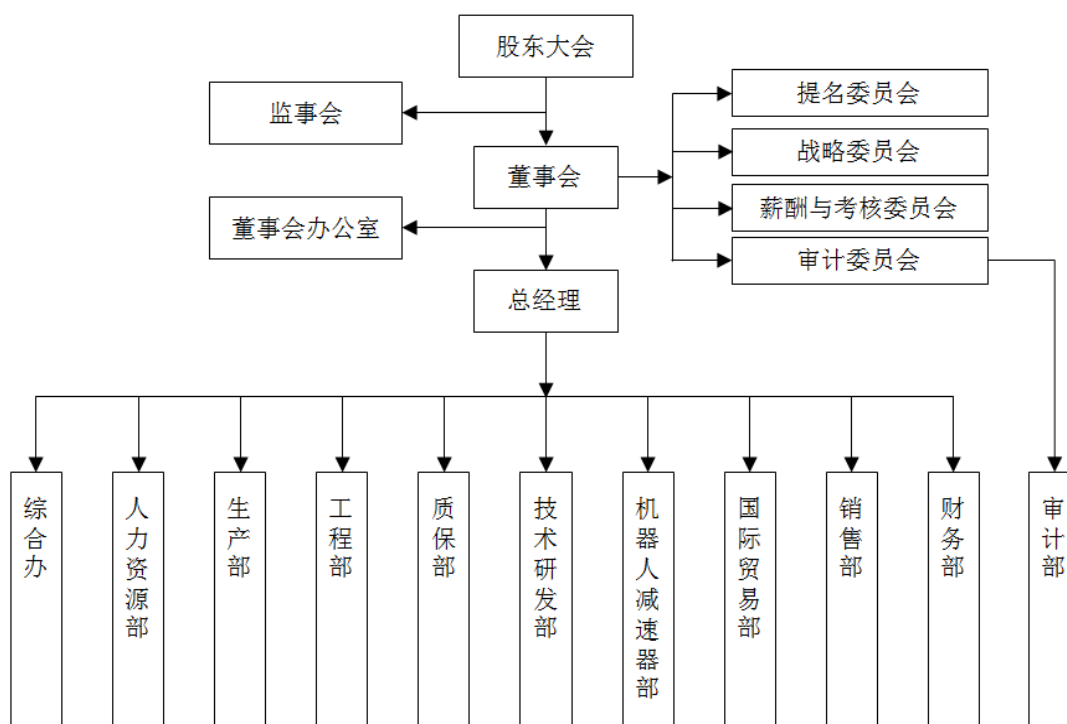 股东大会
监事会
提名委员会
战略委员会
董事会
薪酬与考核委员会
董事会办公室
审计委员会
总经理
综合办
人力资源部
生产部
工程部
质保部
技术研发部
机器人减速器部
国际贸易部
销售部
财务部
审计部